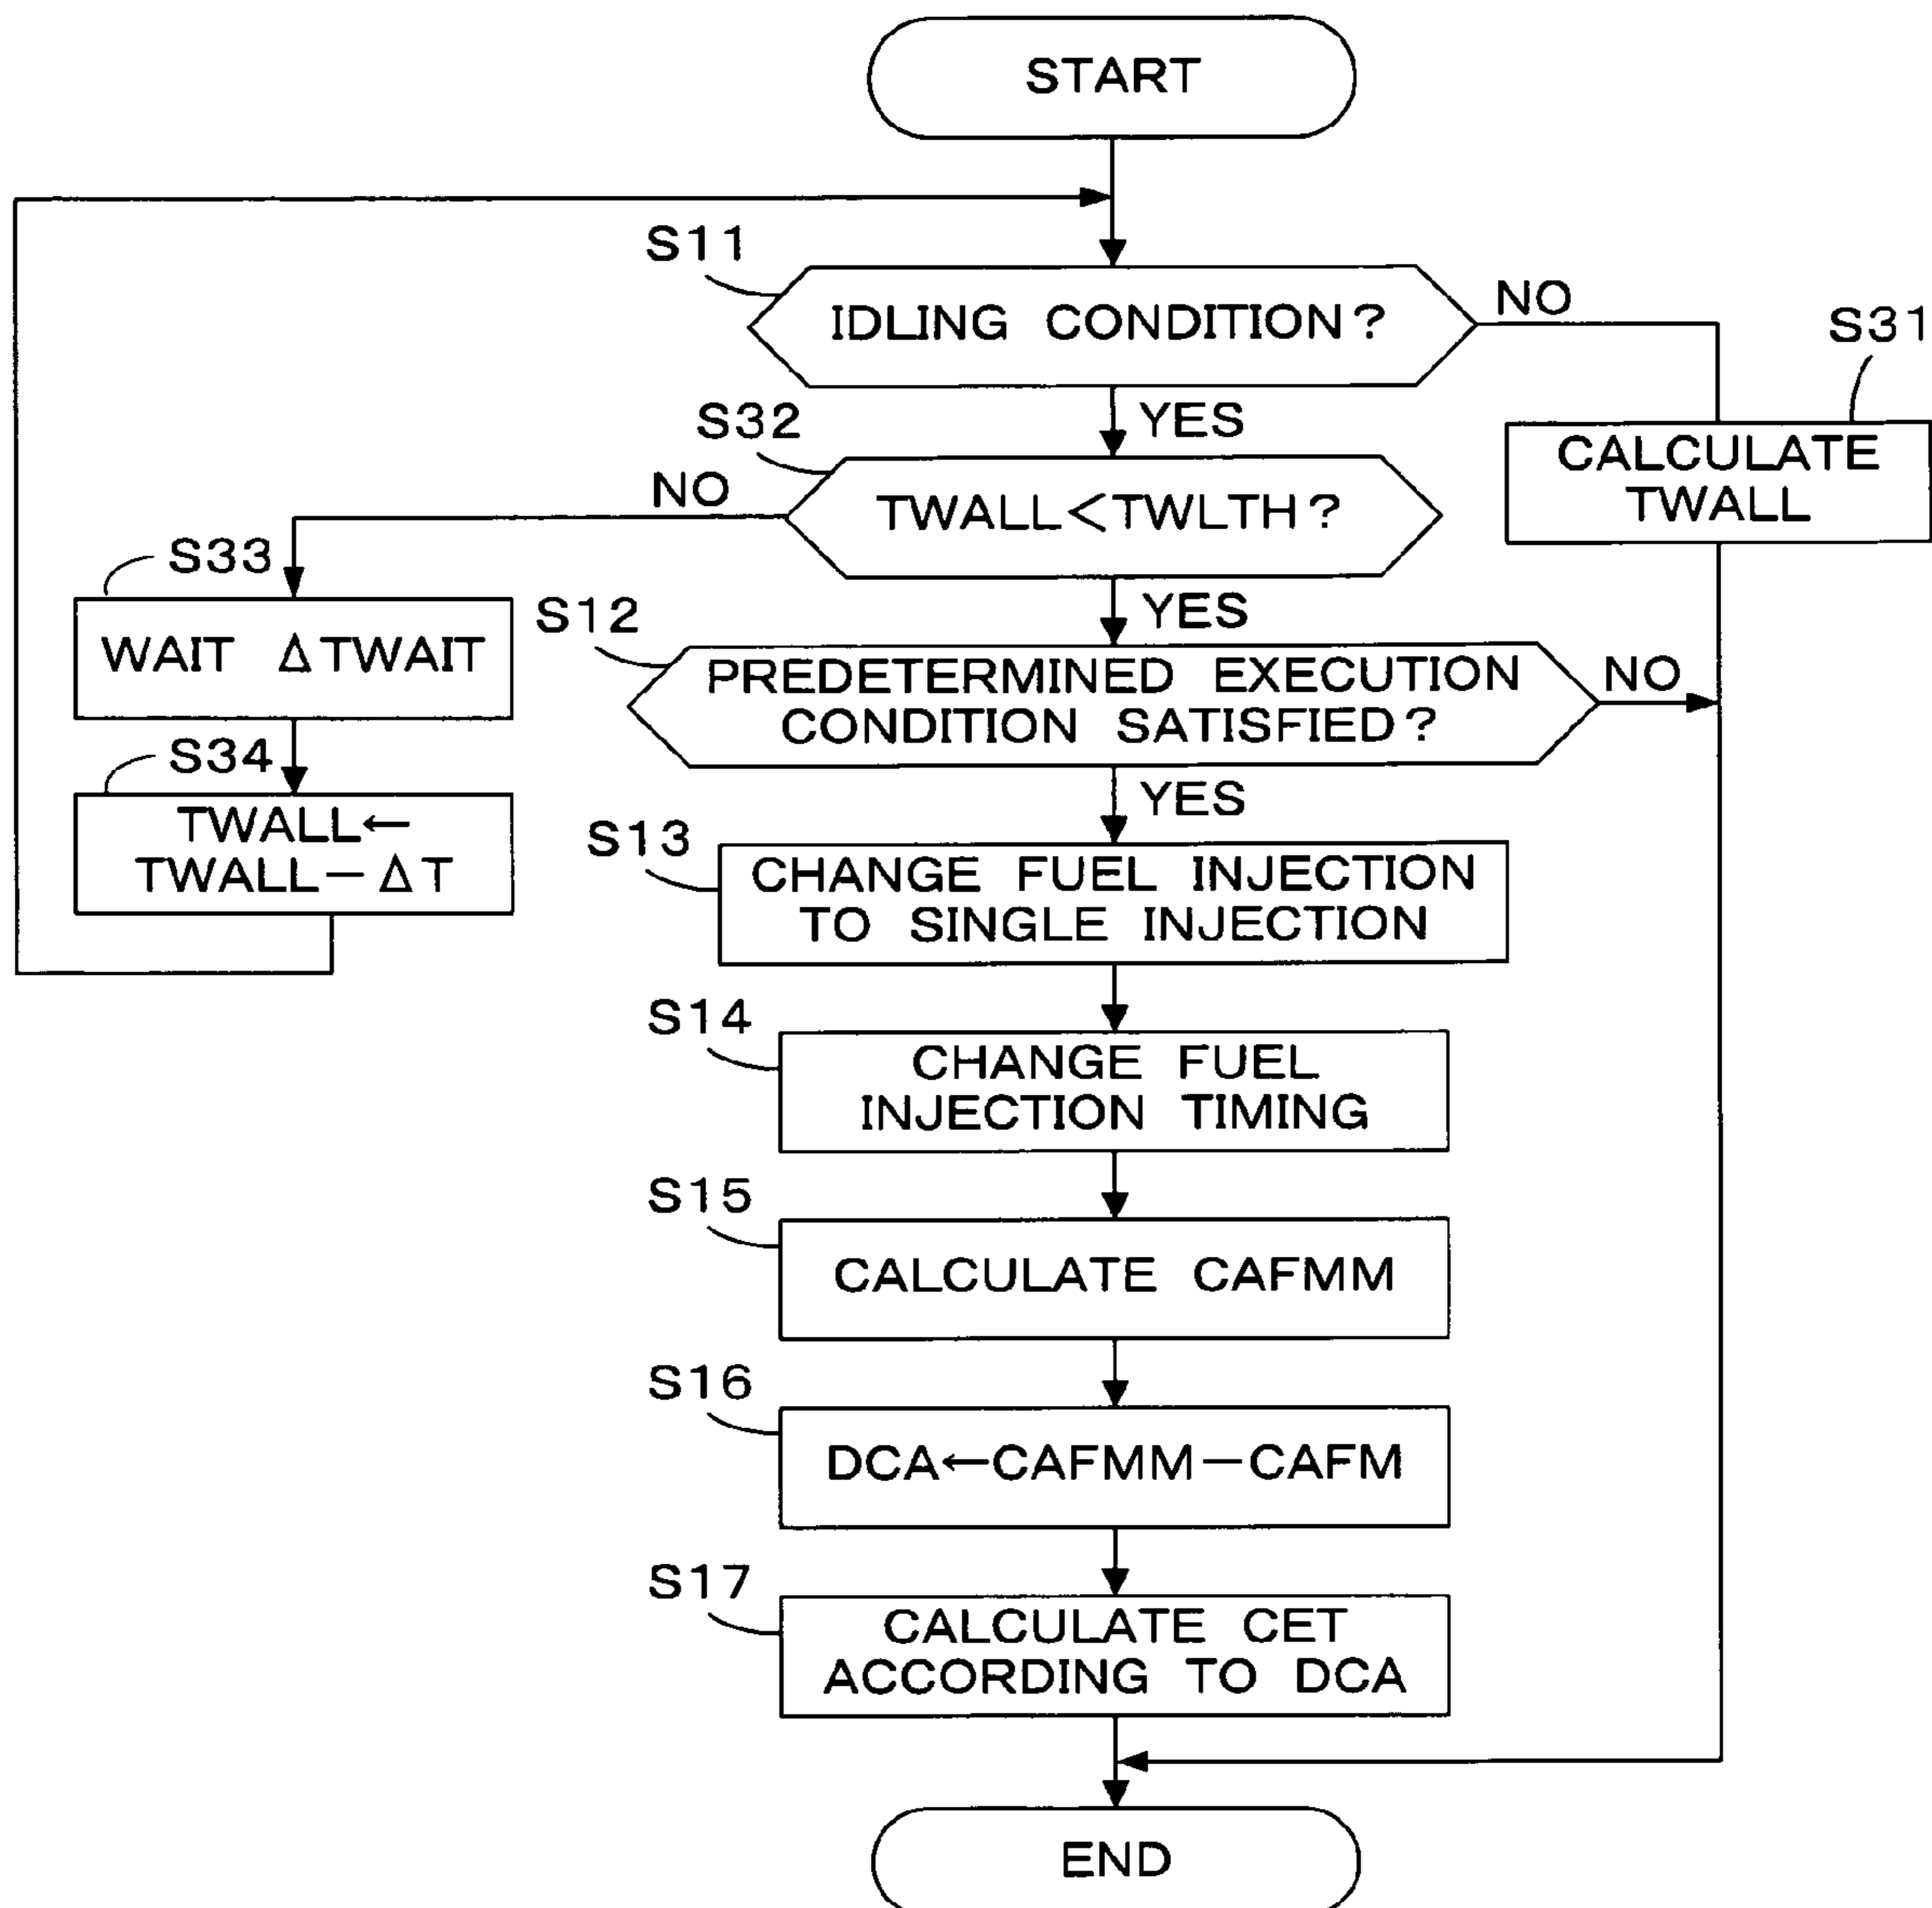 START
S11
IDLING CONDITION?
NO
S31
YES
CALCULATE
TWALL
S32
NO
TWALL<TWLTH?
S33
WAIT ΔTWAIT
YES
S12
PREDETERMINED EXECUTION
CONDITION SATISFIED?
NO
S34
TWALL←
TWALL-ΔT
YES
S13
CHANGE FUEL INJECTION
TO SINGLE INJECTION
S14
CHANGE FUEL
INJECTION TIMING
S15
CALCULATE CAFMM
S16
DCA←CAFMM-CAFM
S17
CALCULATE CET
ACCORDING TO DCA
END